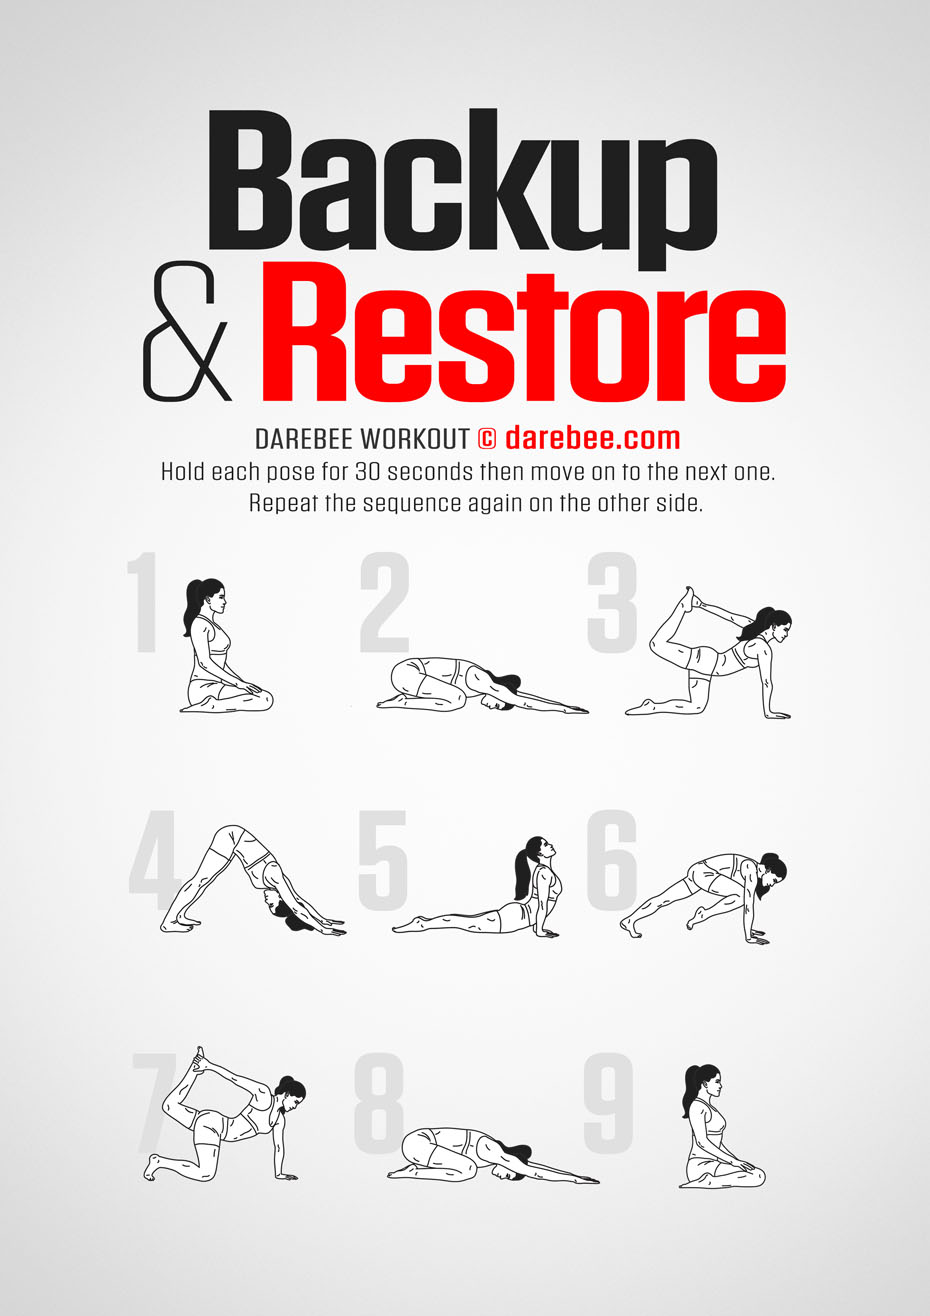 Backup
& Restore
DAREBEE WORKOUT © darebee.com
Hold each pose for 30 seconds then move on to the next one.
Repeat the sequence again on the other side.
1 2 3
4 5 6
7 8 9